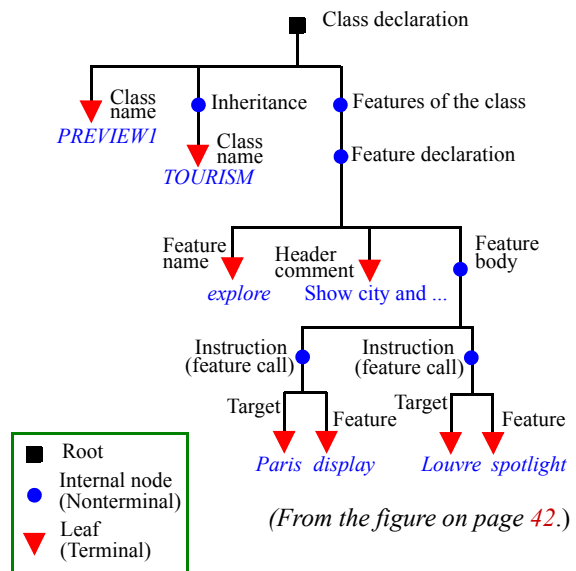 Class declaration
Class
name
PREVIEW1
Inheritance
Class
name
TOURISM
Features of the class
Feature declaration
Feature
name
explore
Header
comment
Show city and ...
Feature
body
Instruction
(feature call)
Instruction
(feature call)
Target
Feature
Target
Feature
Paris display
Louvre spotlight
Root
Internal node
(Nonterminal)
Leaf
(Terminal)
(From the figure on page 42.)